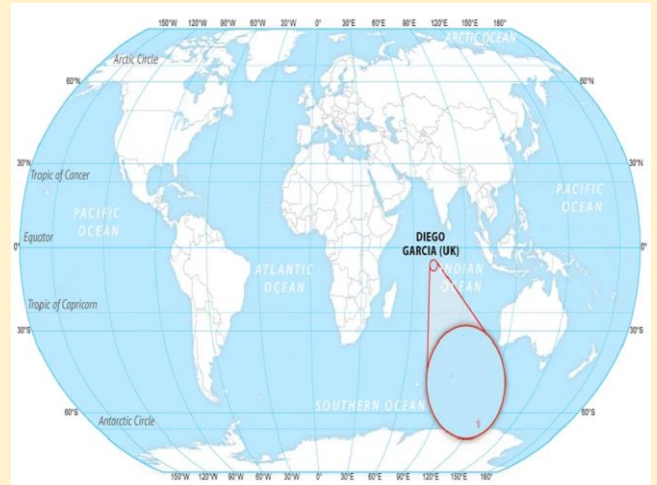 150°W 120°W 90°W 60°W 30°W 0° 30°E 60°E 90°E 120°E 150°E 180°
ARCTIC OCEAN
Arctic Circle
60°N 60°N
30°N 30°N
Tropic of Cancer
PACIFIC
OCEAN
PACIFIC
OCEAN
Equator
0° 0°
DIEGO
GARCIA (UK)
ATLANTIC
OCEAN
INDIAN
OCEAN
Tropic of Capricorn
30°S 30°S
SOUTHERN OCEAN
60°S 60°S
Antarctic Circle
150°W 120°W 90°W 60°W 30°W 0° 30°E 60°E 90°E 120°E 150°E 180°